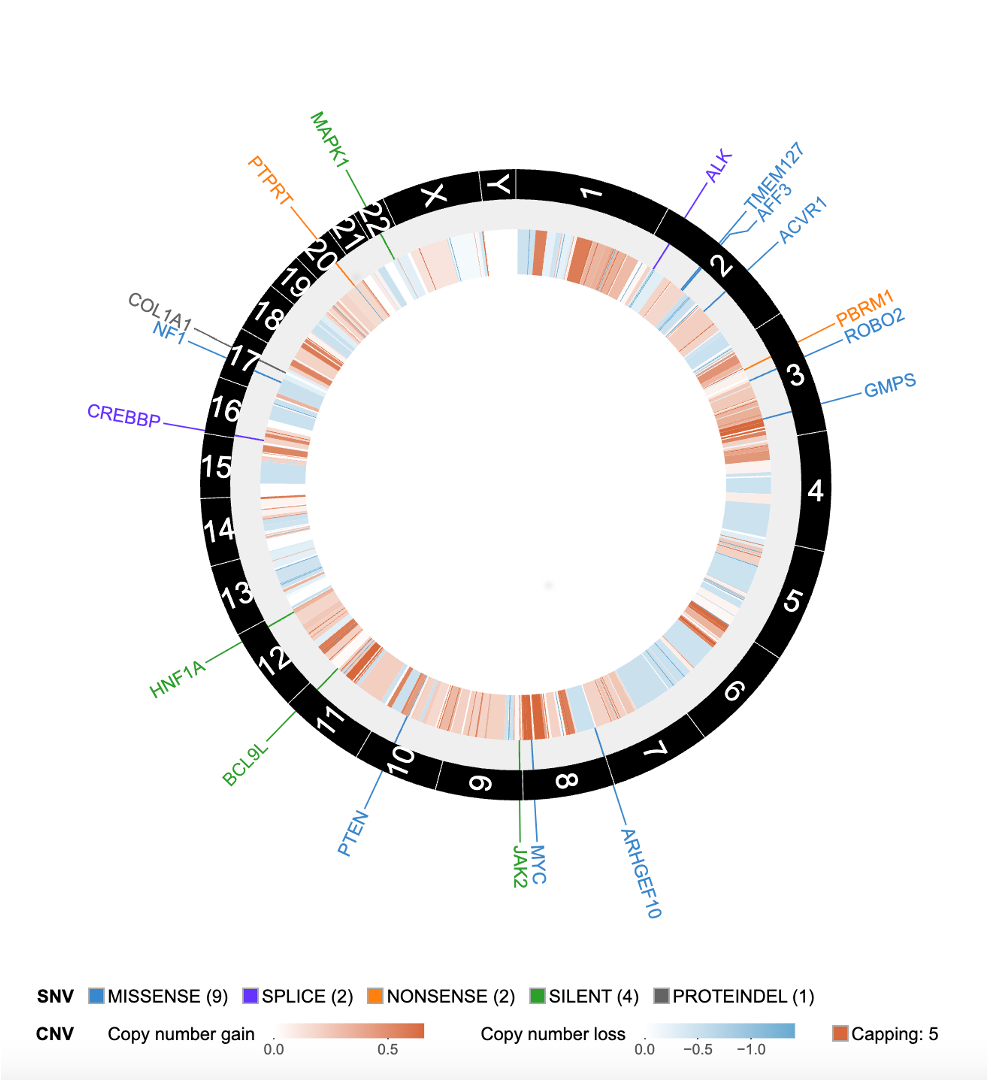 MAPK1
PTPRT
ALK
TMEM127
AFF3
ACVR1
PBRM1
ROBO2
GMPS
COL1A1
NF1
CREBBP
HNF1A
BCL9L
PTEN
JAK2
MYC
ARHGEF10
1
2
3
4
5
6
7
8
9
10
11
12
13
14
15
16
17
18
19
20
21
22
X
Y
SNV MISSENSE (9) SPLICE (2) NONSENSE (2) SILENT (4) PROTEINDEL (1)
CNV Copy number gain Copy number loss Capping: 5
0.0 0.5 0.0 −0.5 −1.0